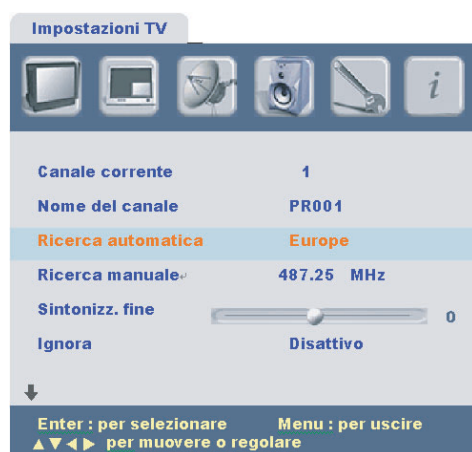 Impostazioni TV
i
Canale corrente 1
Nome del canale PR001
Ricerca automatica Europe
Ricerca manuale↵ 487.25 MHz
Sintonizz. fine 0
Ignora Disattivo
Enter : per selezionare Menu : per uscire
▲▼◄► per muovere o regolare